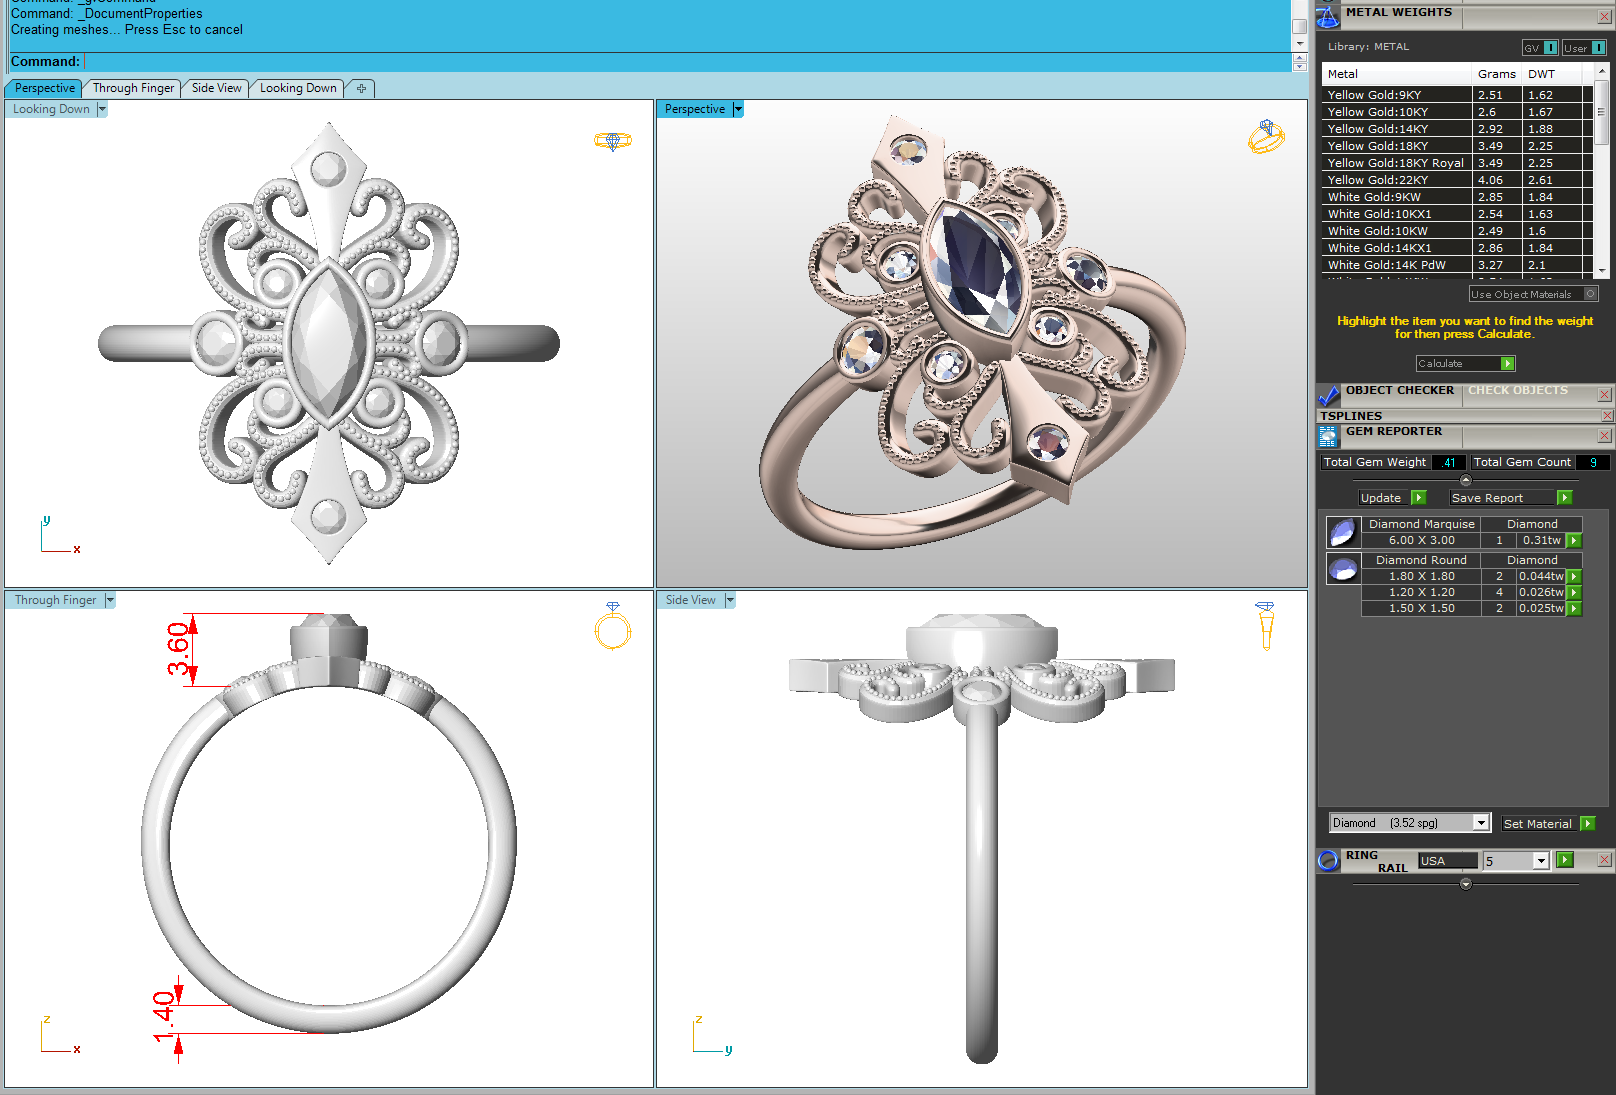 Command: _gvCommand
Command: _DocumentProperties
Creating meshes... Press Esc to cancel
Command:
Perspective
Through Finger
Side View
Looking Down
Looking Down
Perspective
y
x
Through Finger
3.60
1.40
z
x
Side View
z
y
METAL WEIGHTS
Library: METAL
GV
User
Metal Grams DWT
Yellow Gold:9KY 2.51 1.62
Yellow Gold:10KY 2.6 1.67
Yellow Gold:14KY 2.92 1.88
Yellow Gold:18KY 3.49 2.25
Yellow Gold:18KY Royal 3.49 2.25
Yellow Gold:22KY 4.06 2.61
White Gold:9KW 2.85 1.84
White Gold:10KX1 2.54 1.63
White Gold:10KW 2.49 1.6
White Gold:14KX1 2.86 1.84
White Gold:14K PdW 3.27 2.1
Use Object Materials
Highlight the item you want to find the weight
for then press Calculate.
Calculate
OBJECT CHECKER CHECK OBJECTS
TSPLINES
GEM REPORTER
Total Gem Weight .41 Total Gem Count 9
Update Save Report
Diamond Marquise Diamond
6.00 X 3.00 1 0.31tw
Diamond Round Diamond
1.80 X 1.80 2 0.044tw
1.20 X 1.20 4 0.026tw
1.50 X 1.50 2 0.025tw
Diamond (3.52 spg) Set Material
RING RAIL USA 5